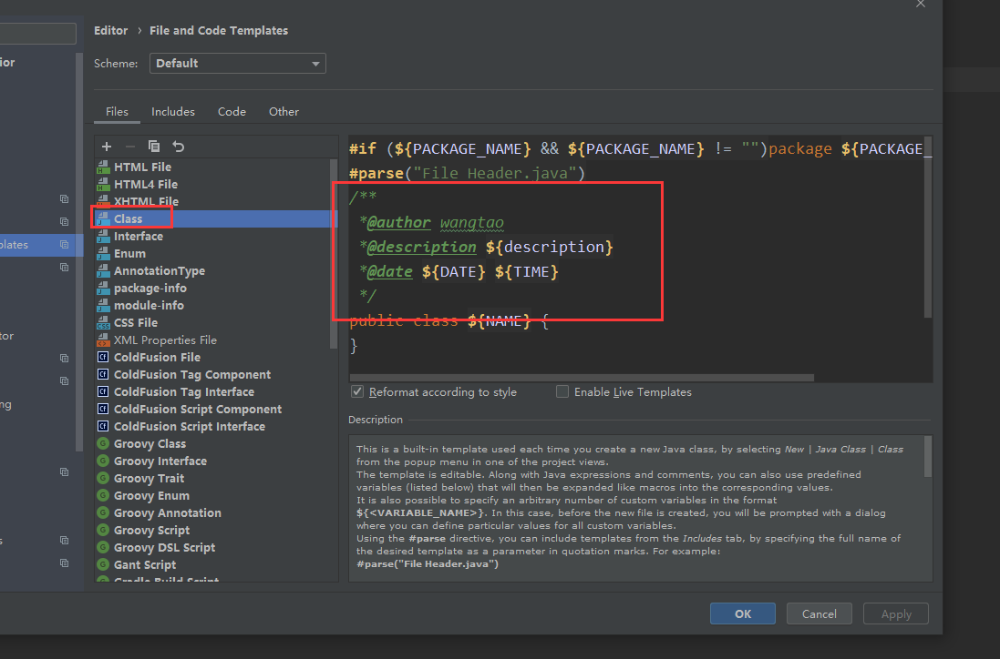 Editor › File and Code Templates
ior
Scheme: Default
Files Includes Code Other
HTML File
HTML4 File
XHTML File
Class
Interface
Enum
AnnotationType
package-info
module-info
CSS File
XML Properties File
ColdFusion File
ColdFusion Tag Component
ColdFusion Tag Interface
ColdFusion Script Component
ColdFusion Script Interface
Groovy Class
Groovy Interface
Groovy Trait
Groovy Enum
Groovy Annotation
Groovy Script
Groovy DSL Script
Gant Script
Gradle Build Script
plates
tor
ng
s
#if (${PACKAGE_NAME} && ${PACKAGE_NAME} != "")package ${PACKAGE_
#parse("File Header.java")
/**
*@author wangtao
*@description ${description}
*@date ${DATE} ${TIME}
*/
public class ${NAME} {
}
Reformat according to style Enable Live Templates
Description
This is a built-in template used each time you create a new Java class, by selecting New | Java Class | Class
from the popup menu in one of the project views.
The template is editable. Along with Java expressions and comments, you can also use predefined
variables (listed below) that will then be expanded like macros into the corresponding values.
It is also possible to specify an arbitrary number of custom variables in the format
${<VARIABLE_NAME>}. In this case, before the new file is created, you will be prompted with a dialog
where you can define particular values for all custom variables.
Using the #parse directive, you can include templates from the Includes tab, by specifying the full name of
the desired template as a parameter in quotation marks. For example:
#parse("File Header.java")
OK Cancel Apply